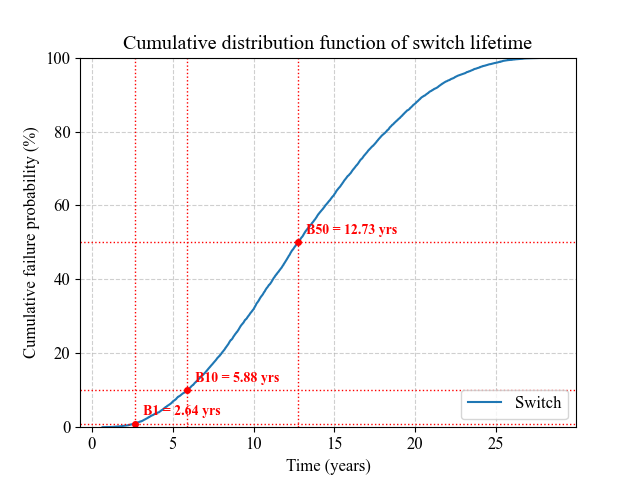 Cumulative distribution function of switch lifetime
Cumulative failure probability (%)
100
80
60
40
20
0
B50 = 12.73 yrs
B10 = 5.88 yrs
B1 = 2.64 yrs
Switch
0 5 10 15 20 25
Time (years)